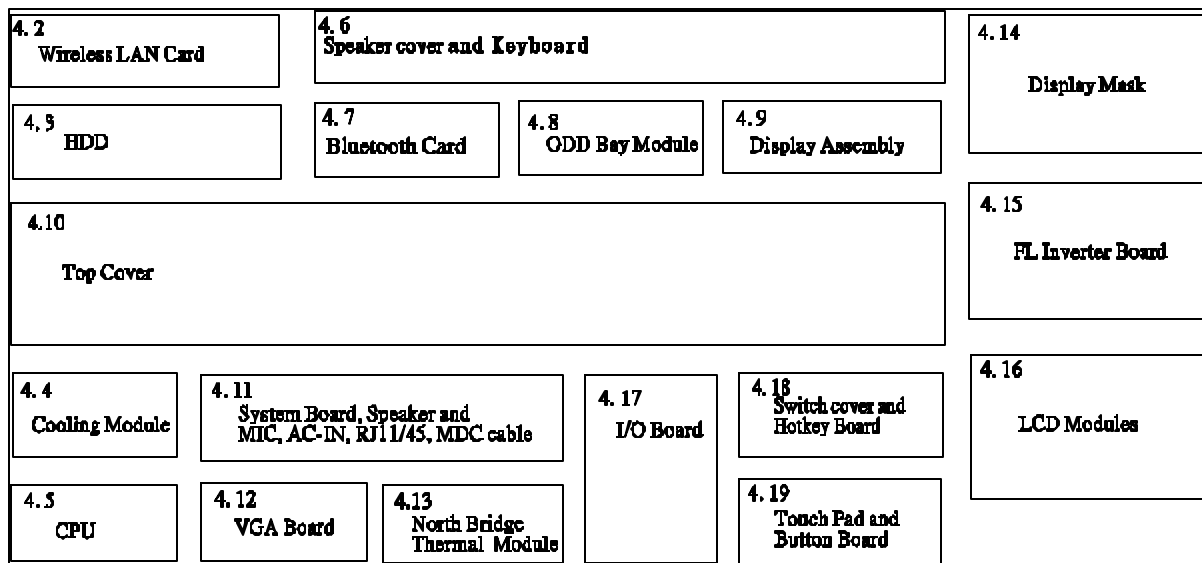 4. 2
Wireless LAN Card
4. 6
Speaker cover and Keyboard
4. 14
Display Mask
4. 3
HDD
4. 7
Bluetooth Card
4. 8
ODD Bay Module
4. 9
Display Assembly
4.10
Top Cover
4. 15
FL Inverter Board
4. 4
Cooling Module
4. 11
System Board, Speaker and
MIC, AC-IN, RJ11/45, MDC cable
4. 17
I/O Board
4. 18
Switch cover and
Hotkey Board
4. 16
LCD Modules
4. 5
CPU
4. 12
VGA Board
4.13
North Bridge
Thermal Module
4. 19
Touch Pad and
Button Board